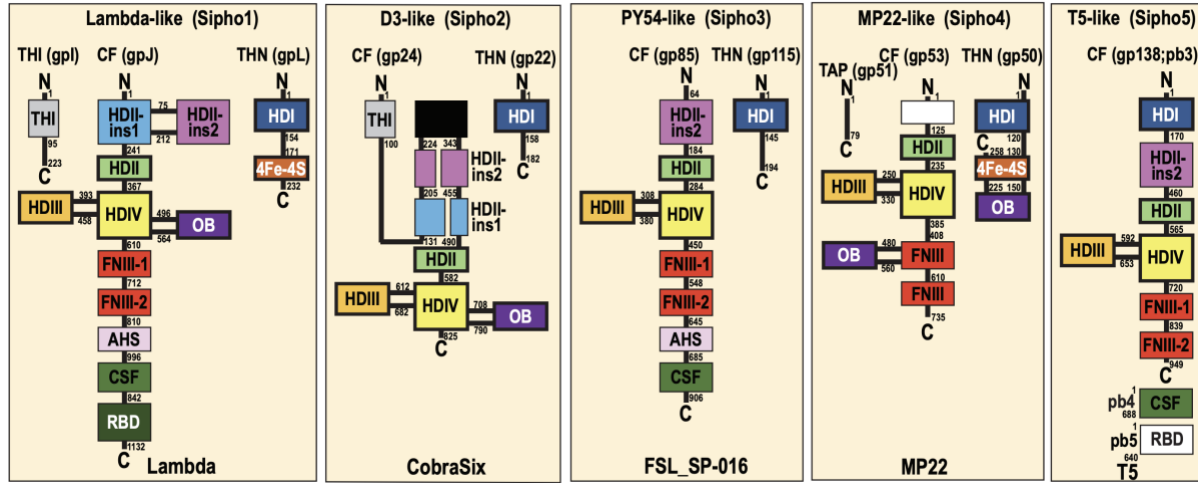 Lambda-like (Sipho1)
THI (gpI)
CF (gpJ)
THN (gpL)
N
1
THI
95
223
C
N
1
HDII-
ins1
75
212
HDII-
ins2
241
HDII
367
HDIII
393
458
HDIV
496
564
OB
610
FNIII-1
712
FNIII-2
810
AHS
996
CSF
842
RBD
1132
C
N
1
HDI
154
171
4Fe-4S
232
C
Lambda
D3-like (Sipho2)
CF (gp24)
THN (gp22)
N
1
THI
100
224
343
HDII-
ins2
205
455
HDII-
ins1
131
490
HDII
582
HDIII
612
682
HDIV
708
790
OB
825
C
N
1
HDI
158
182
C
CobraSix
PY54-like (Sipho3)
CF (gp85)
THN (gp115)
N
64
HDII-
ins2
184
HDII
284
HDIII
308
380
HDIV
450
FNIII-1
548
FNIII-2
645
AHS
685
CSF
906
C
N
1
HDI
145
194
C
FSL_SP-016
MP22-like (Sipho4)
TAP (gp51)
CF (gp53)
THN (gp50)
N
1
79
C
N
1
125
HDII
235
HDIII
250
330
HDIV
385
408
OB
480
560
FNIII
610
FNIII
735
C
N
1
HDI
C
120
258
130
4Fe-4S
225
150
OB
MP22
T5-like (Sipho5)
CF (gp138;pb3)
N
1
HDI
170
HDII-
ins2
460
HDII
565
HDIII
592
653
HDIV
720
FNIII-1
839
FNIII-2
949
C
pb4
1
688
CSF
pb5
1
640
RBD
T5